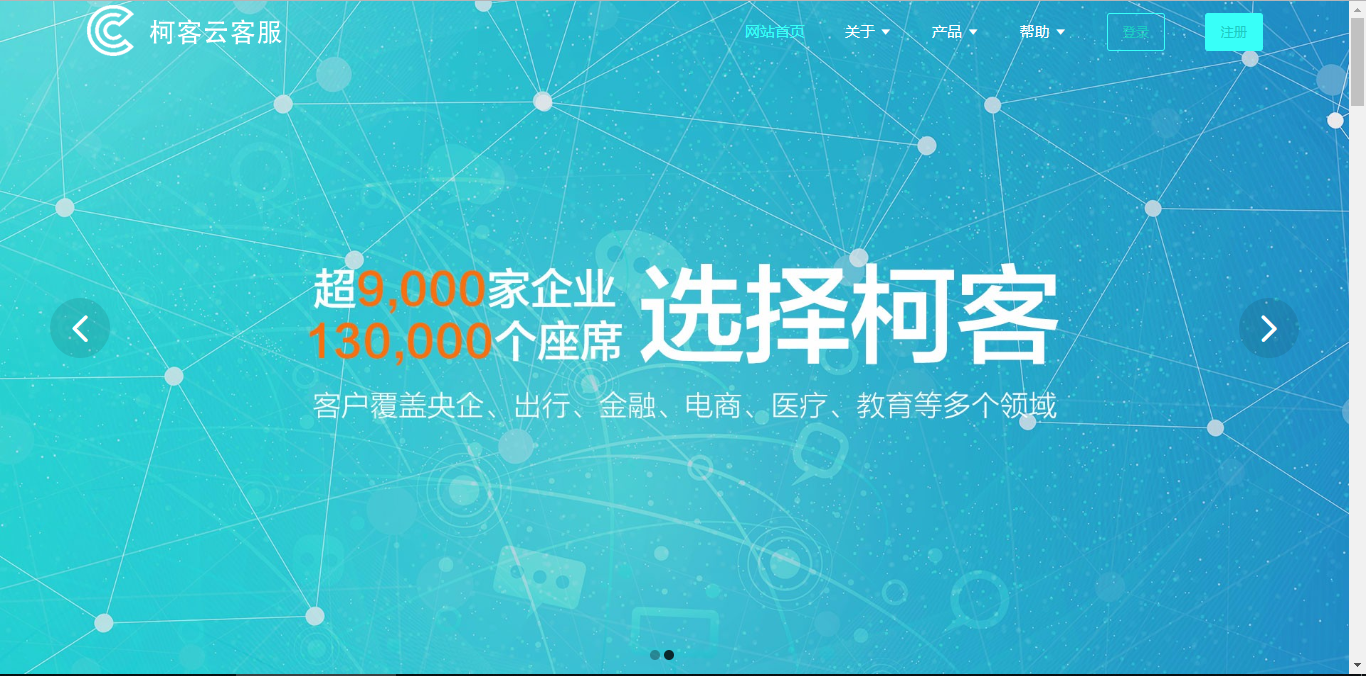 柯客云客服
网站首页 关于 产品 帮助 登录 注册
超9,000家企业
130,000个座席
选择柯客
客户覆盖央企、出行、金融、电商、医疗、教育等多个领域